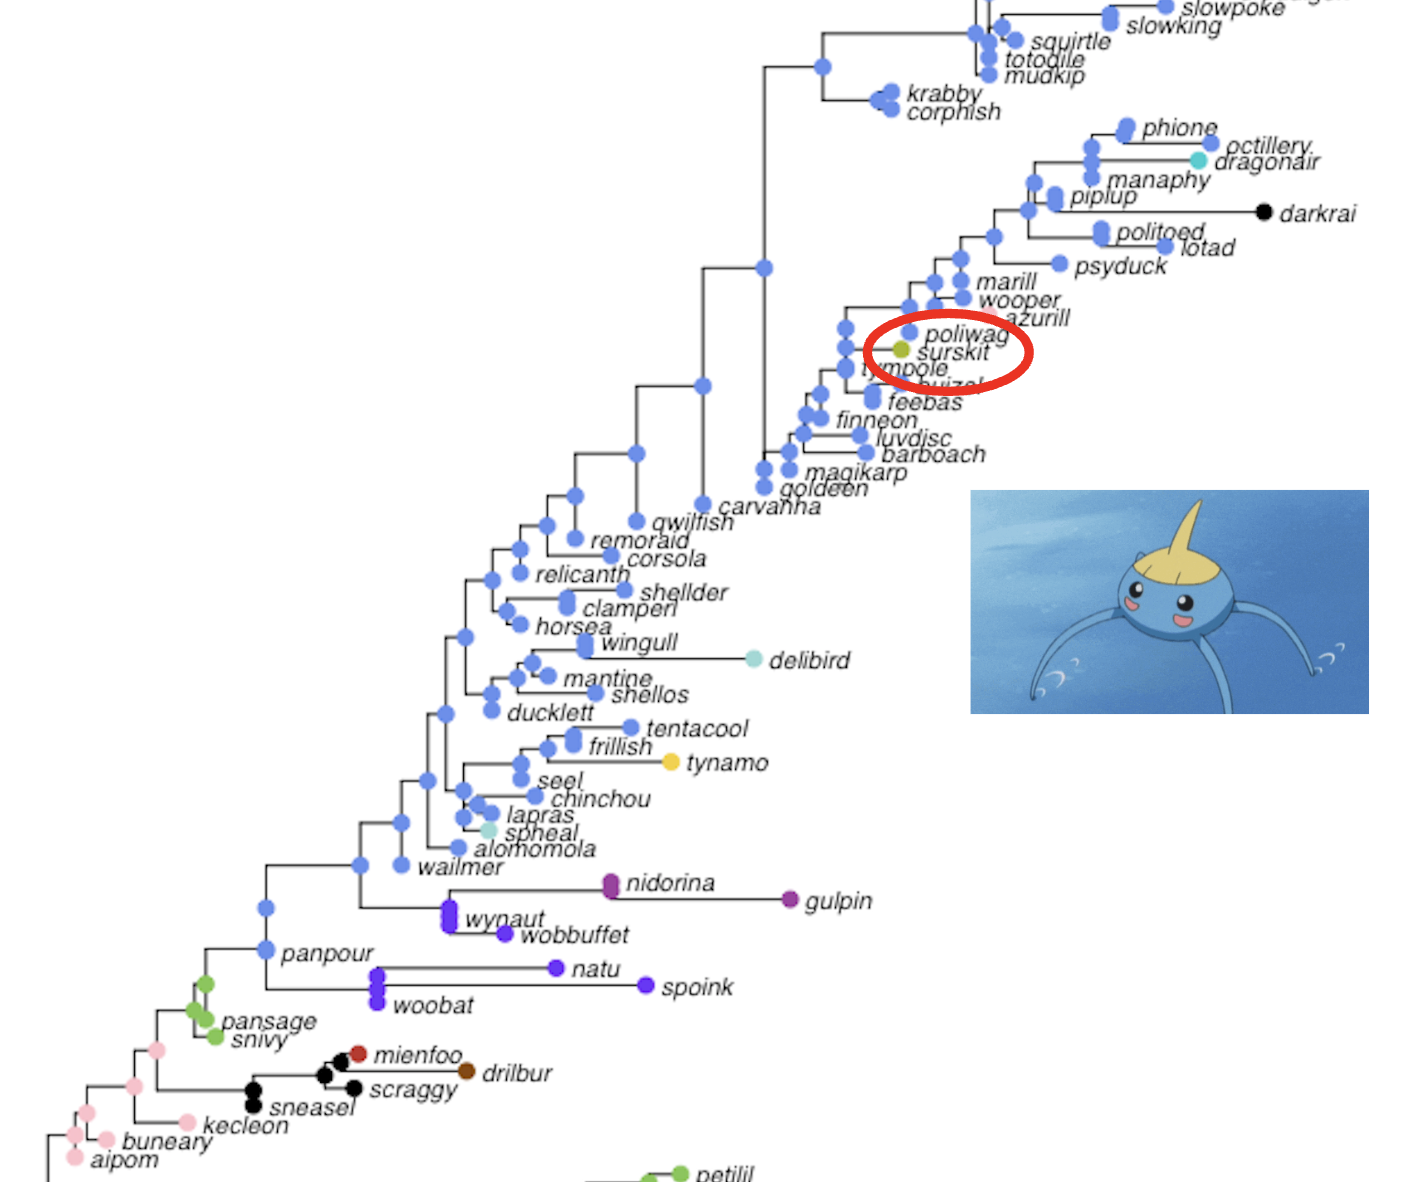 slowpoke
slowking
squirtle
totodile
mudkip
krabby
corphish
phione
octillery
dragonair
manaphy
piplup
darkrai
politoed
lotad
psyduck
marill
wooper
azurill
poliwag
surskit
tympole
buizel
feebas
finneon
luvdisc
barboach
magikarp
goldeen
carvanha
qwilfish
remoraid
corsola
relicanth
shellder
clamperl
horsea
wingull
delibird
mantine
shellos
ducklett
tentacool
frillish
tynamo
seel
chinchou
lapras
spheal
alomomola
wailmer
nidorina
gulpin
wynaut
wobbuffet
panpour
natu
spoink
woobat
pansage
snivy
mienfoo
drilbur
scraggy
sneasel
kecleon
buneary
aipom
petilil